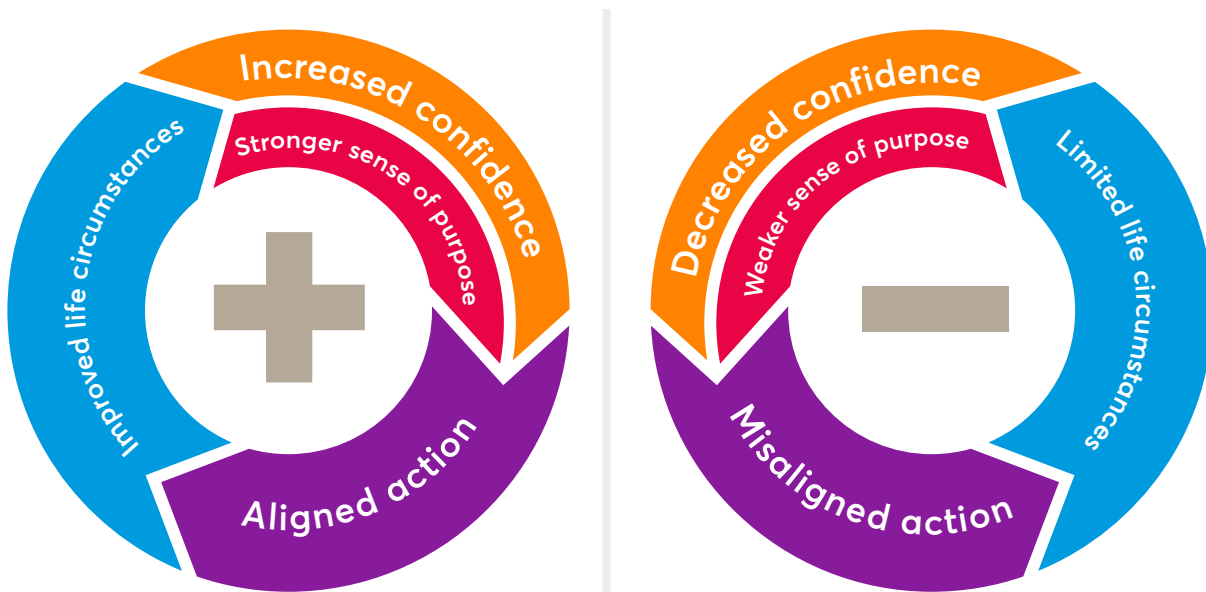 Increased confidence
Stronger sense of purpose
Aligned action
Improved life circumstances
Decreased confidence
Weaker sense of purpose
Limited life circumstances
Misaligned action